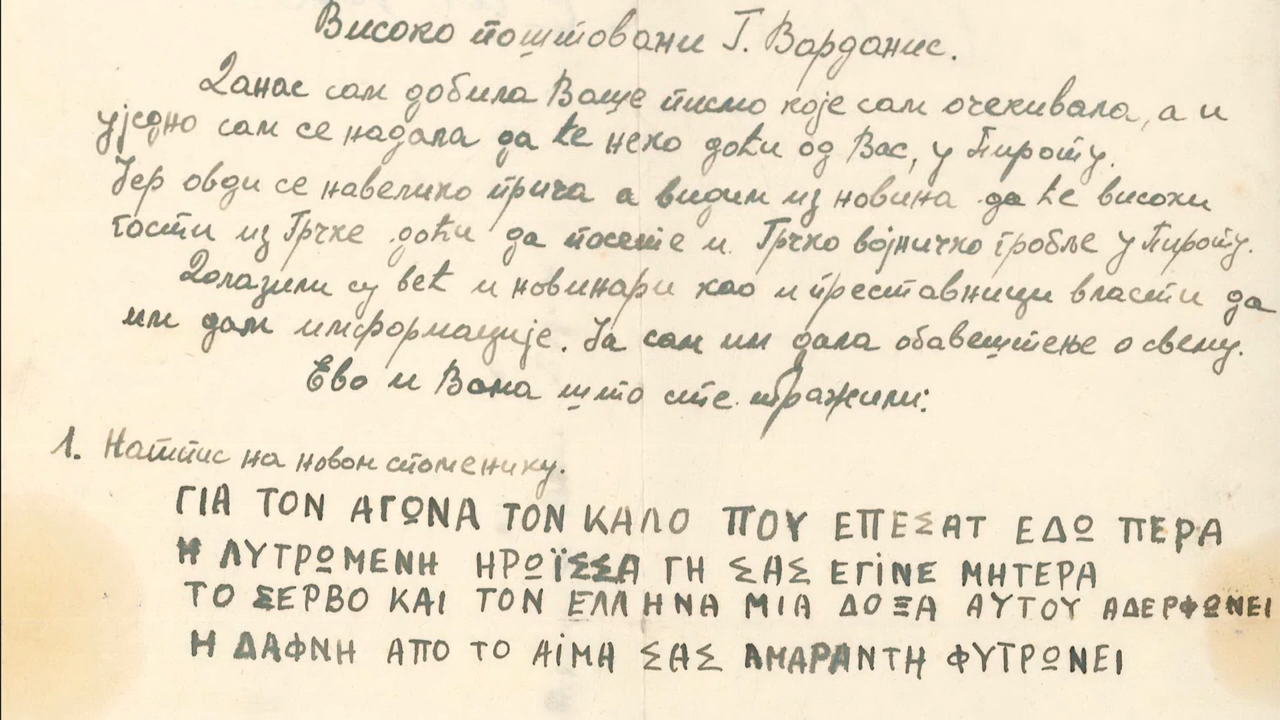 Високо поштовани Г. Варданис.
Данас сам добила Ваше писмо које сам очекивала, а и
уједно сам се надала да ће неко доћи од Вас, у Пироту.
Јер овди се навелико прича а видим из новина да ће високи
гости из Грчке доћи да посете и Грчко војничко гробље у Пироту.
Долазили су већ и новинари као и преставници власти да
им дам информације. Ја сам им дала обавештење о свему.
Ево и Вама што сте тражили:
1. Натпис на новом споменику.
ΓΙΑ ΤΟΝ ΑΓΩΝΑ ΤΟΝ ΚΑΛΟ ΠΟΥ ΕΠΕΣΑΤ ΕΔΩ ΠΕΡΑ
Η ΛΥΤΡΩΜΕΝΗ ΗΡΩΪΣΣΑ ΓΗ ΣΑΣ ΕΓΙΝΕ ΜΗΤΕΡΑ
ΤΟ ΣΕΡΒΟ ΚΑΙ ΤΟΝ ΕΛΛΗΝΑ ΜΙΑ ΔΟΞΑ ΑΥΤΟΥ ΑΔΕΡΦΩΝΕΙ
Η ΔΑΦΝΗ ΑΠΟ ΤΟ ΑΙΜΑ ΣΑΣ ΑΜΑΡΑΝΤΗ ΦΥΤΡΩΝΕΙ